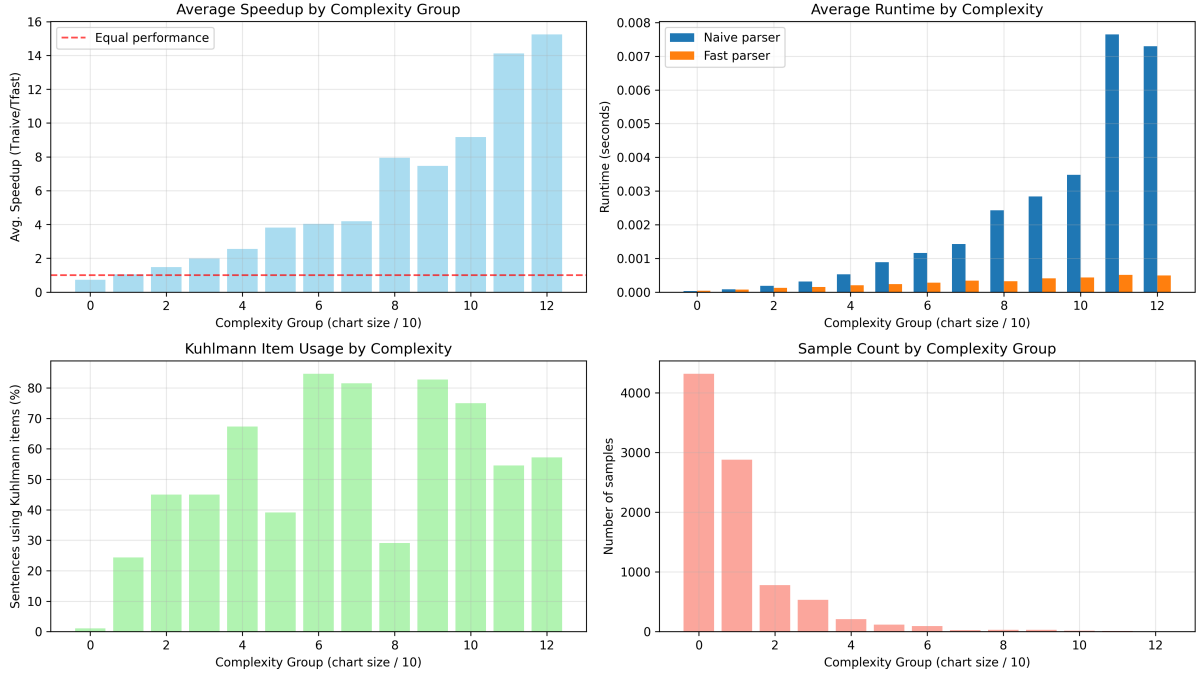 Average Speedup by Complexity Group
Equal performance
16
14
12
10
8
6
4
2
0
Avg. Speedup (Tnaive/Tfast)
0 2 4 6 8 10 12
Complexity Group (chart size / 10)
Average Runtime by Complexity
Naive parser
Fast parser
0.008
0.007
0.006
0.005
0.004
0.003
0.002
0.001
0.000
Runtime (seconds)
0 2 4 6 8 10 12
Complexity Group (chart size / 10)
Kuhlmann Item Usage by Complexity
80
70
60
50
40
30
20
10
0
Sentences using Kuhlmann items (%)
0 2 4 6 8 10 12
Complexity Group (chart size / 10)
Sample Count by Complexity Group
4000
3000
2000
1000
0
Number of samples
0 2 4 6 8 10 12
Complexity Group (chart size / 10)